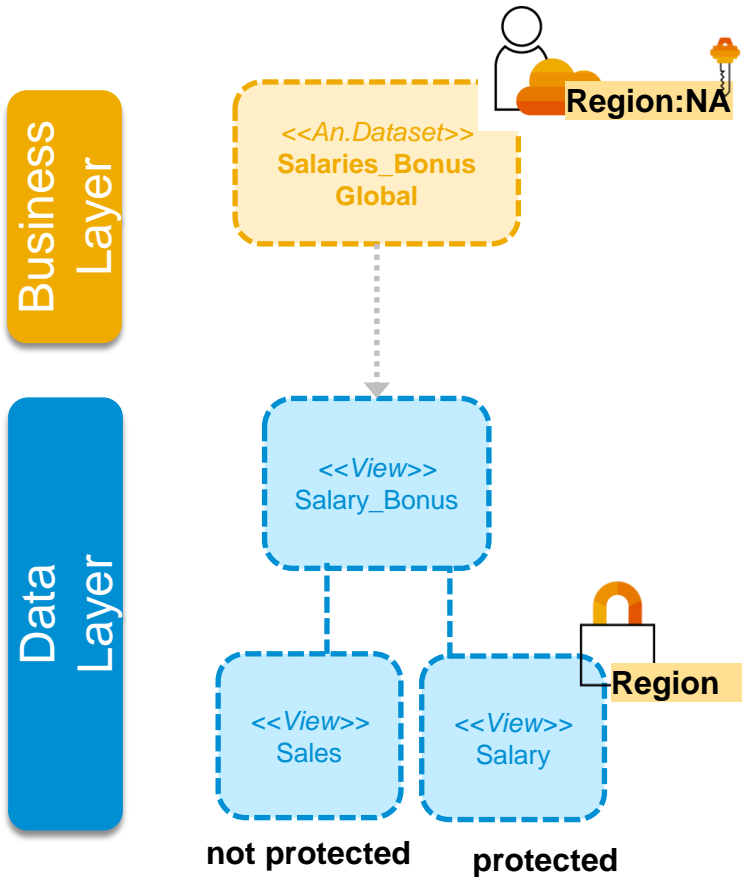 Region:NA
Business
Layer
<<An.Dataset>>
Salaries_Bonus
Global
Data
Layer
<<View>>
Salary_Bonus
Region
<<View>>
Sales
<<View>>
Salary
not protected
protected